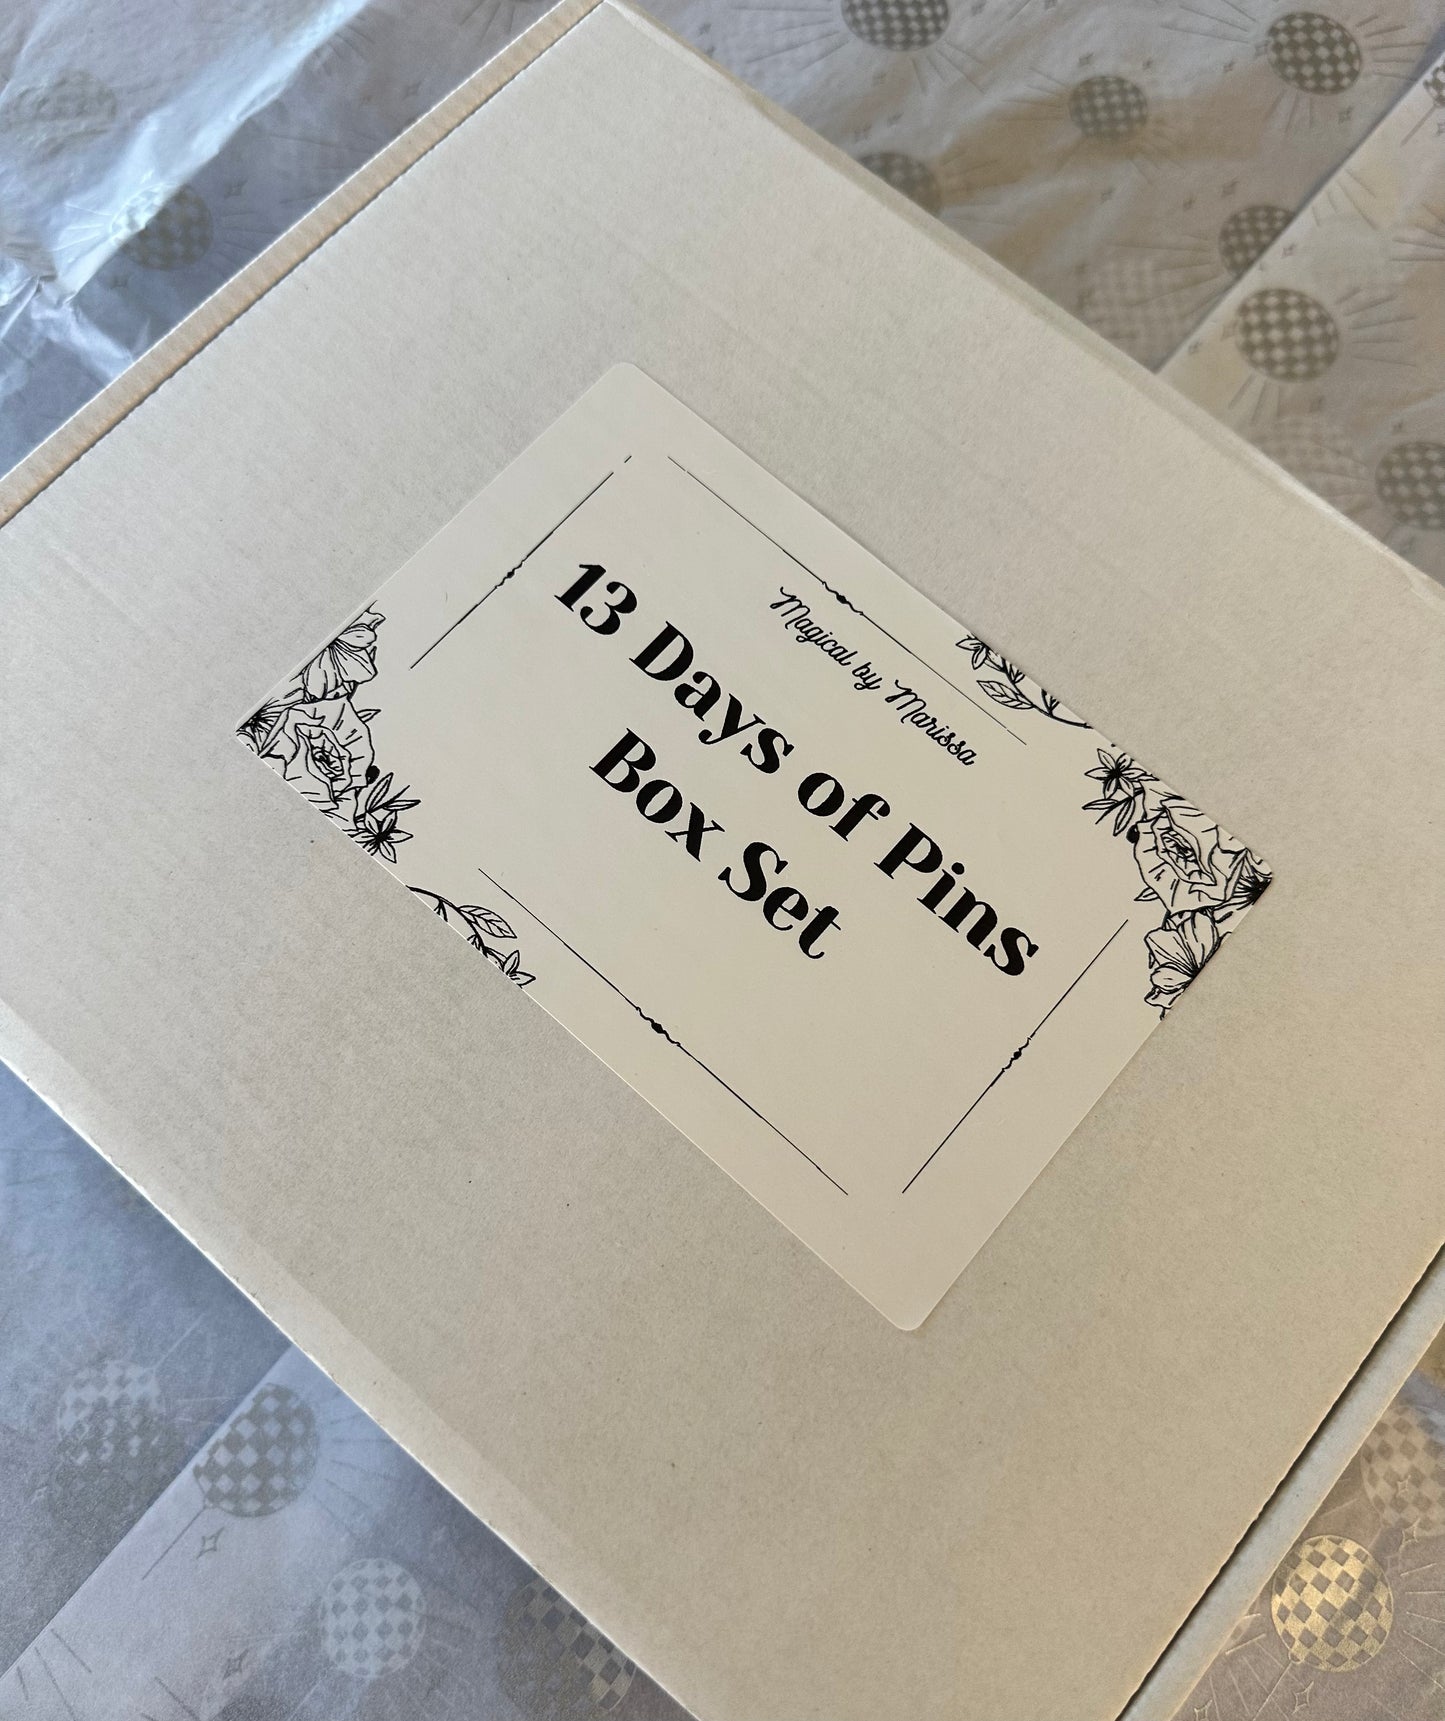 Magical by Marissa
13 Days of Pins
Box Set